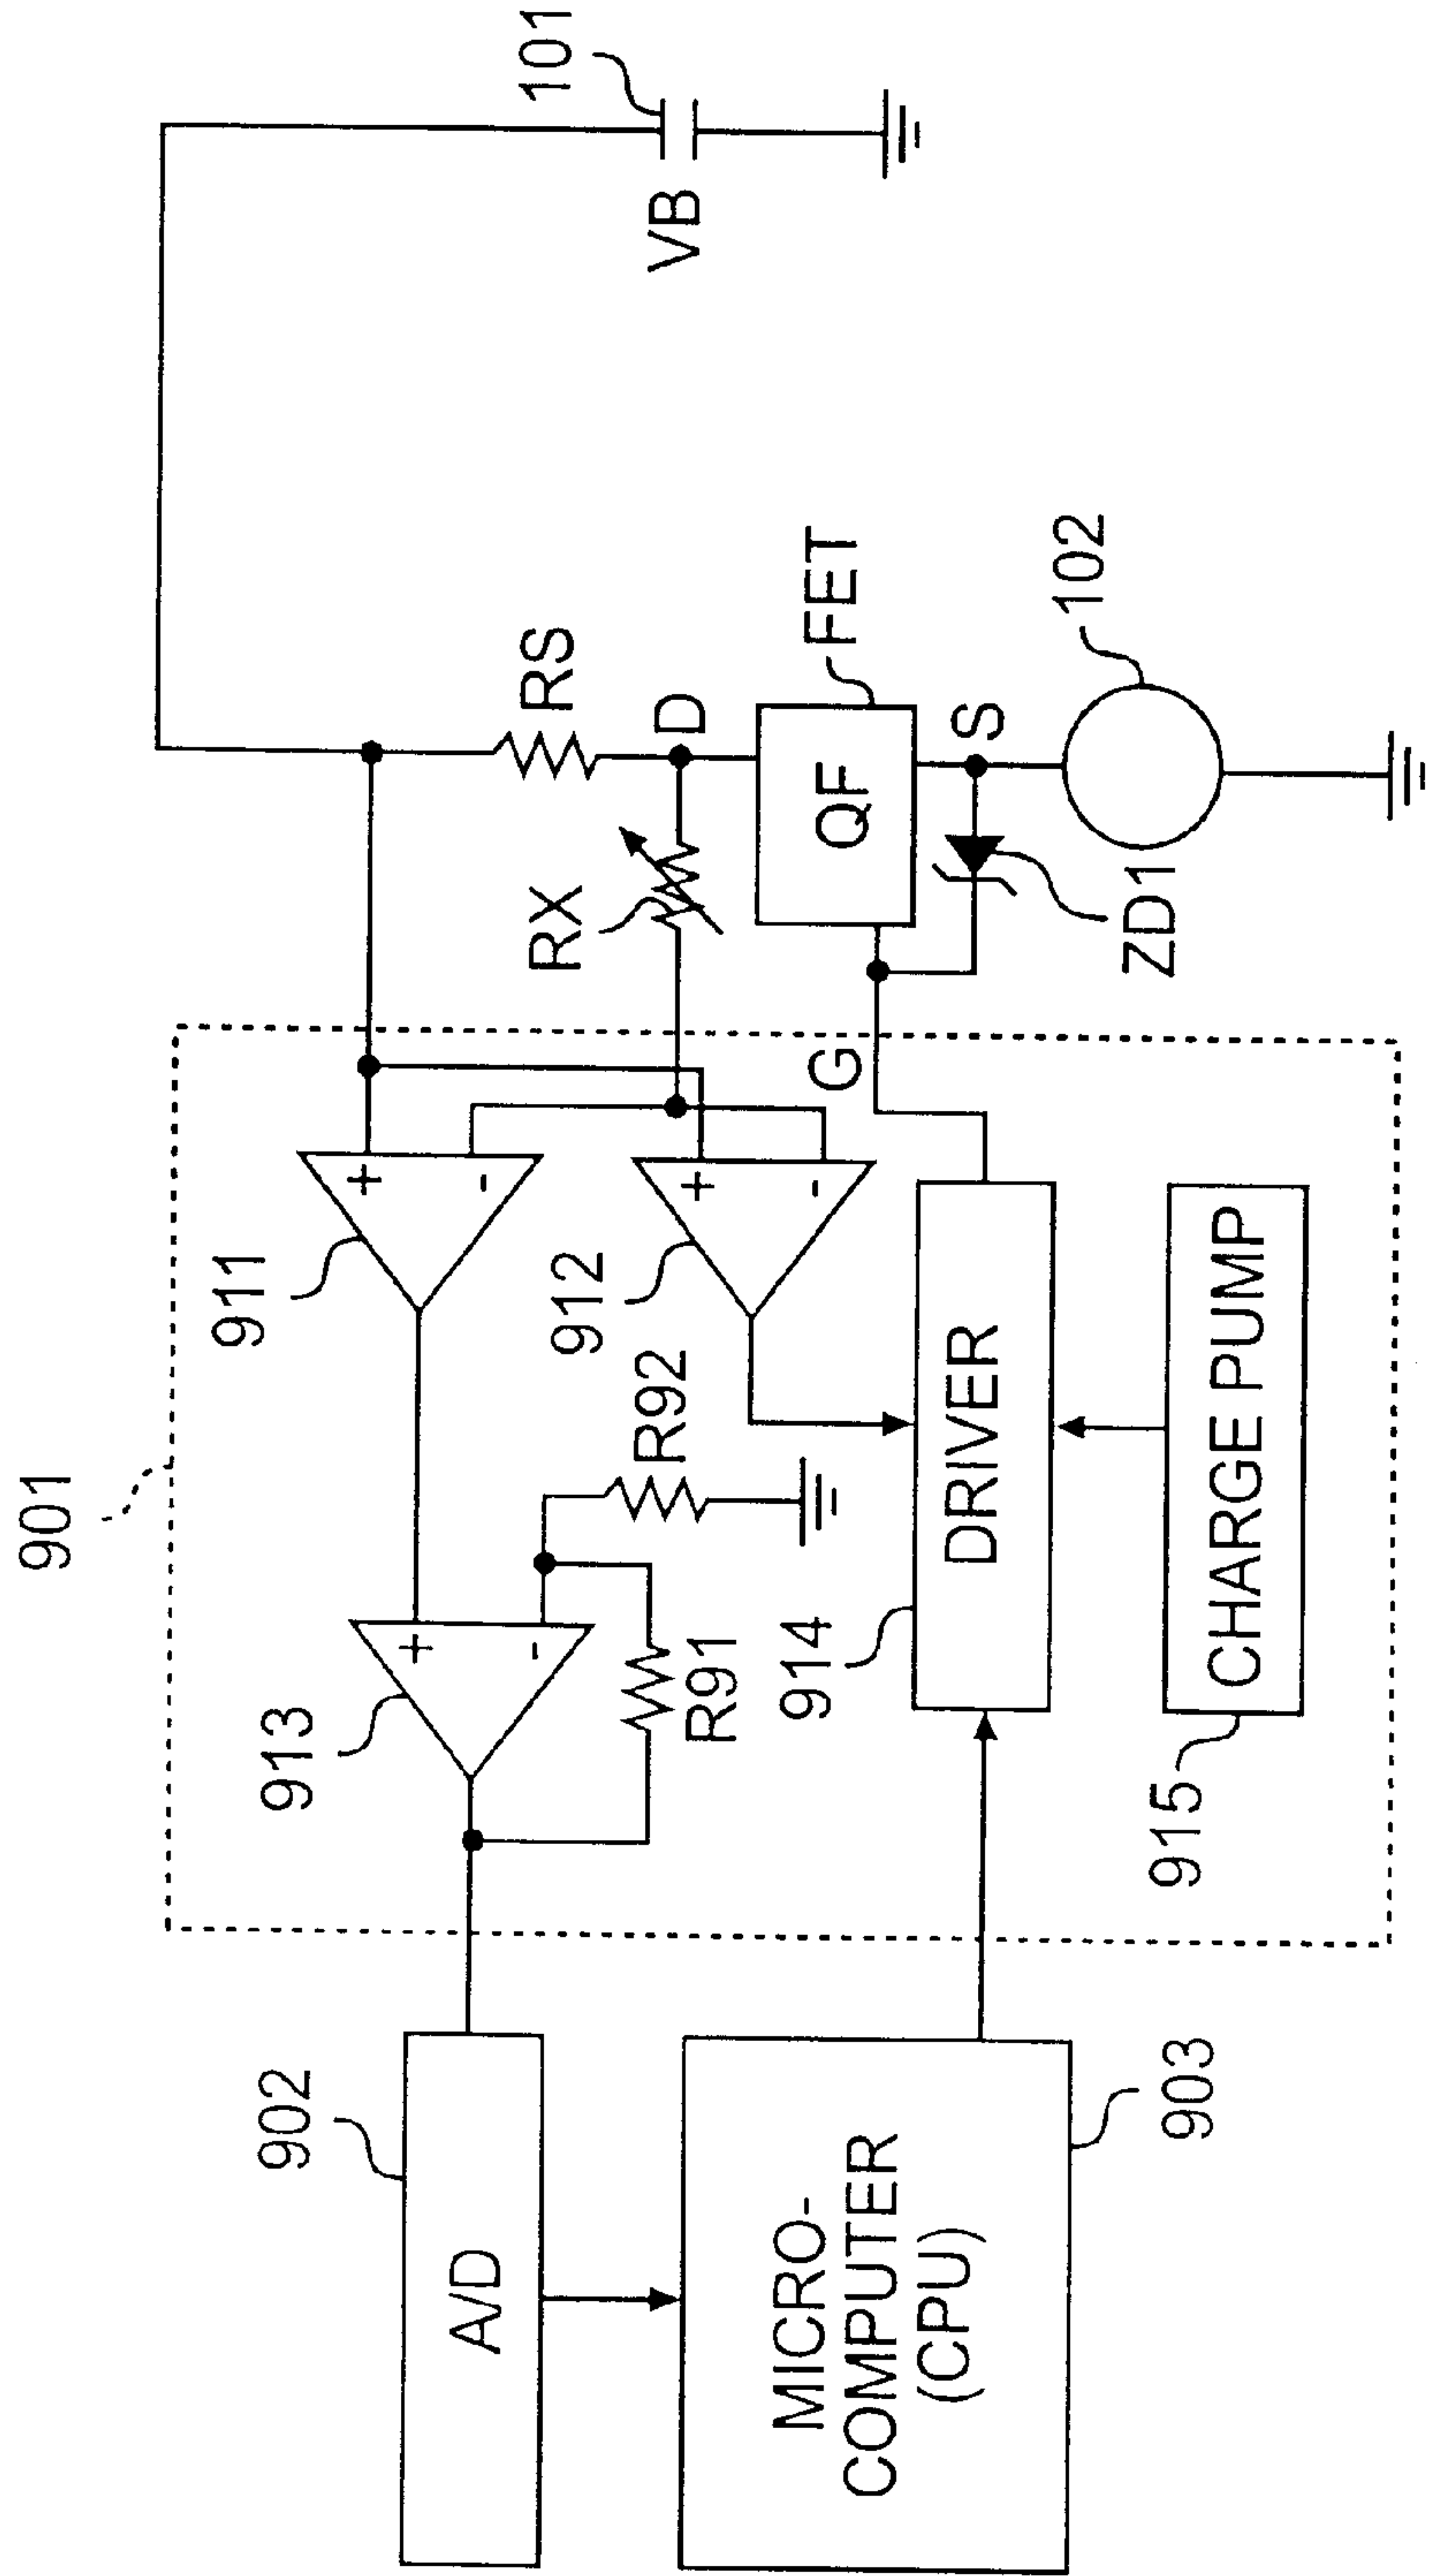 901
902
A/D
MICRO-
COMPUTER
(CPU)
903
913
+
-
R91
R92
911
+
-
912
+
-
914
DRIVER
915
CHARGE PUMP
G
RX
RS
D
QF
FET
S
ZD1
102
VB
101